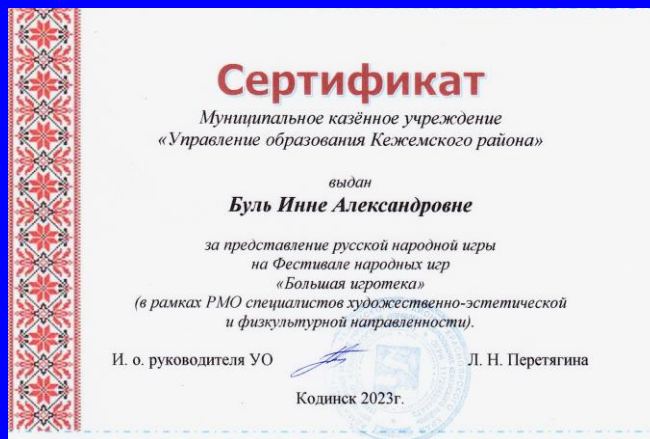 Сертификат
Муниципальное казённое учреждение
«Управление образования Кежемского района»
выдан
Буль Инне Александровне
за представление русской народной игры
на Фестивале народных игр
«Большая игротека»
(в рамках РМО специалистов художественно-эстетической
и физкультурной направленности).
И. о. руководителя УО
Л. Н. Перетягина
Кодинск 2023г.